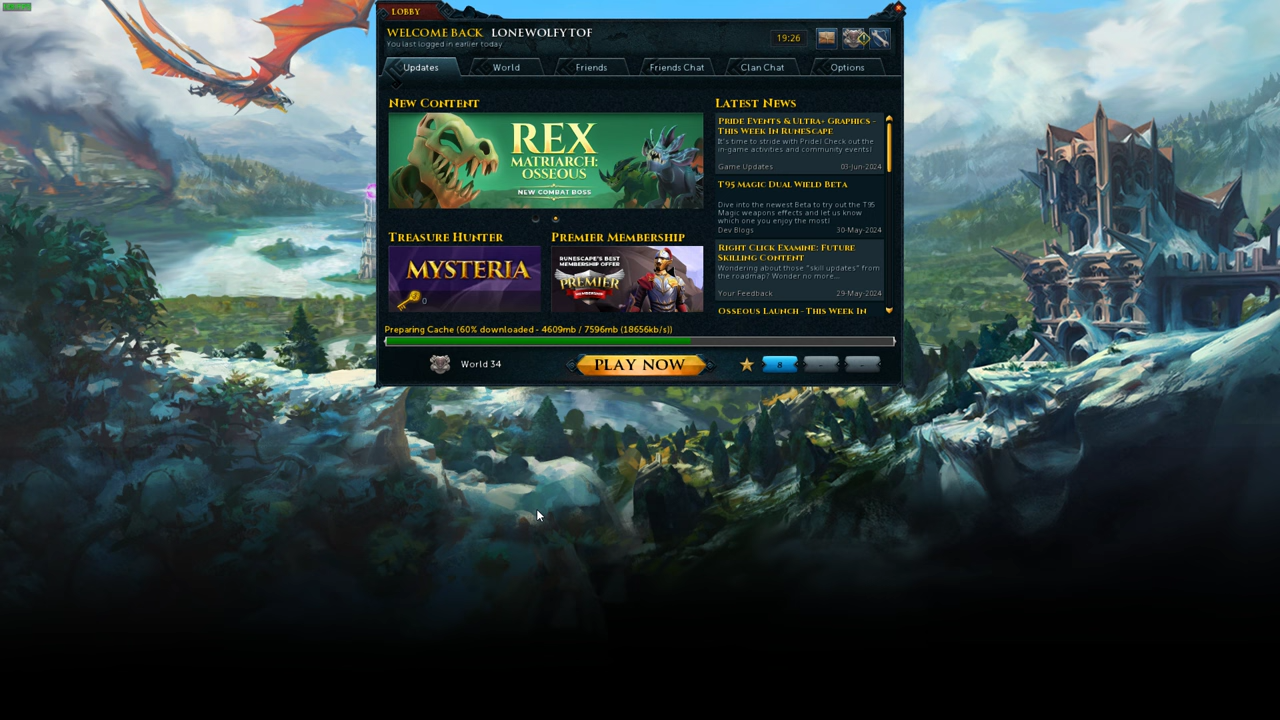 LOBBY
WELCOME BACK LONEWOLFYTOF
You last logged in earlier today
19:26
Updates
World
Friends
Friends Chat
Clan Chat
Options
NEW CONTENT
REX
MATRIARCH:
OSSEOUS
NEW COMBAT BOSS
TREASURE HUNTER
MYSTERIA
0
PREMIER MEMBERSHIP
RUNESCAPE'S BEST
MEMBERSHIP OFFER
PREMIER
MEMBERSHIP
LATEST NEWS
PRIDE EVENTS & ULTRA+ GRAPHICS -
THIS WEEK IN RUNESCAPE
It's time to stride with Pride! Check out the
in-game activities and community events!
Game Updates 03-Jun-2024
T95 MAGIC DUAL WIELD BETA
Dive into the newest Beta to try out the T95
Magic weapons effects and let us know
which one you enjoy the most!
Dev Blogs 30-May-2024
RIGHT CLICK EXAMINE: FUTURE
SKILLING CONTENT
Wondering about those "skill updates" from
the roadmap? Wonder no more...
Your Feedback 29-May-2024
OSSEOUS LAUNCH - THIS WEEK IN
Preparing Cache (60% downloaded - 4609mb / 7596mb (18656kb/s))
World 34
PLAY NOW
8
-
-